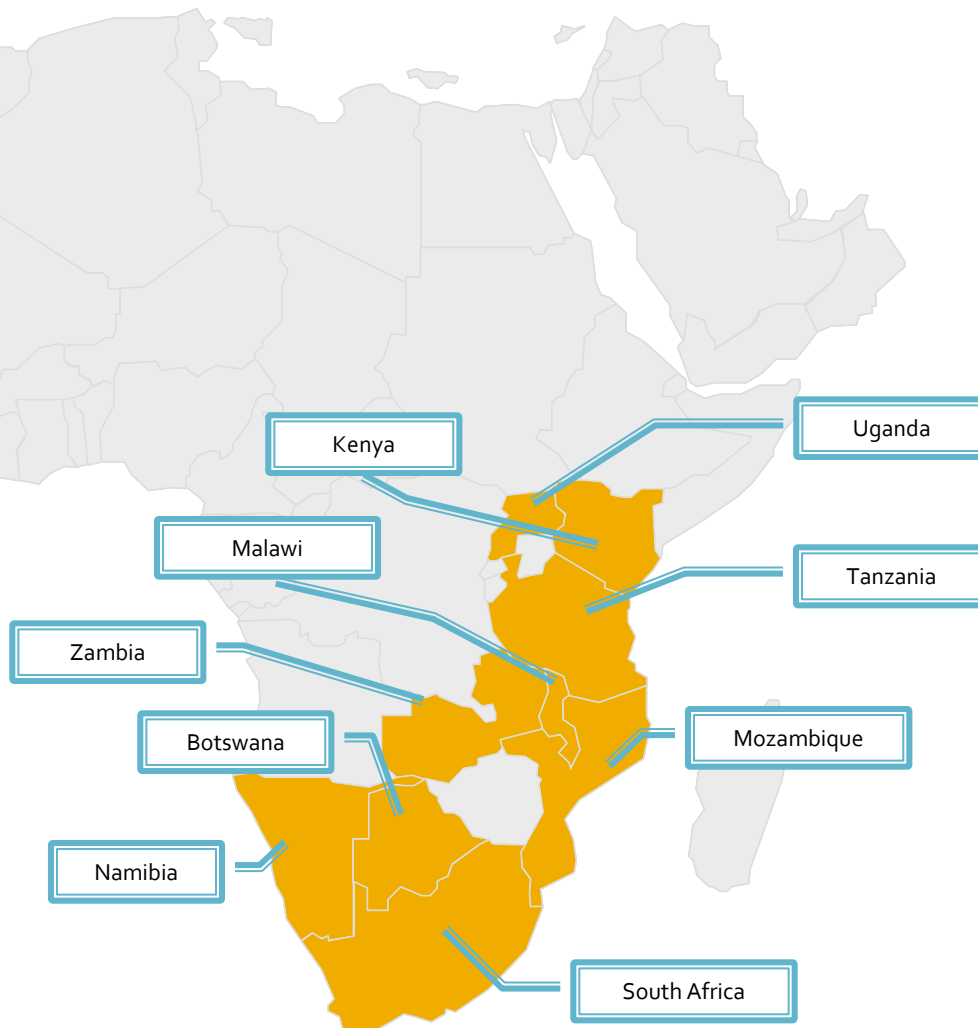 Uganda
Kenya
Malawi
Tanzania
Zambia
Botswana
Mozambique
Namibia
South Africa